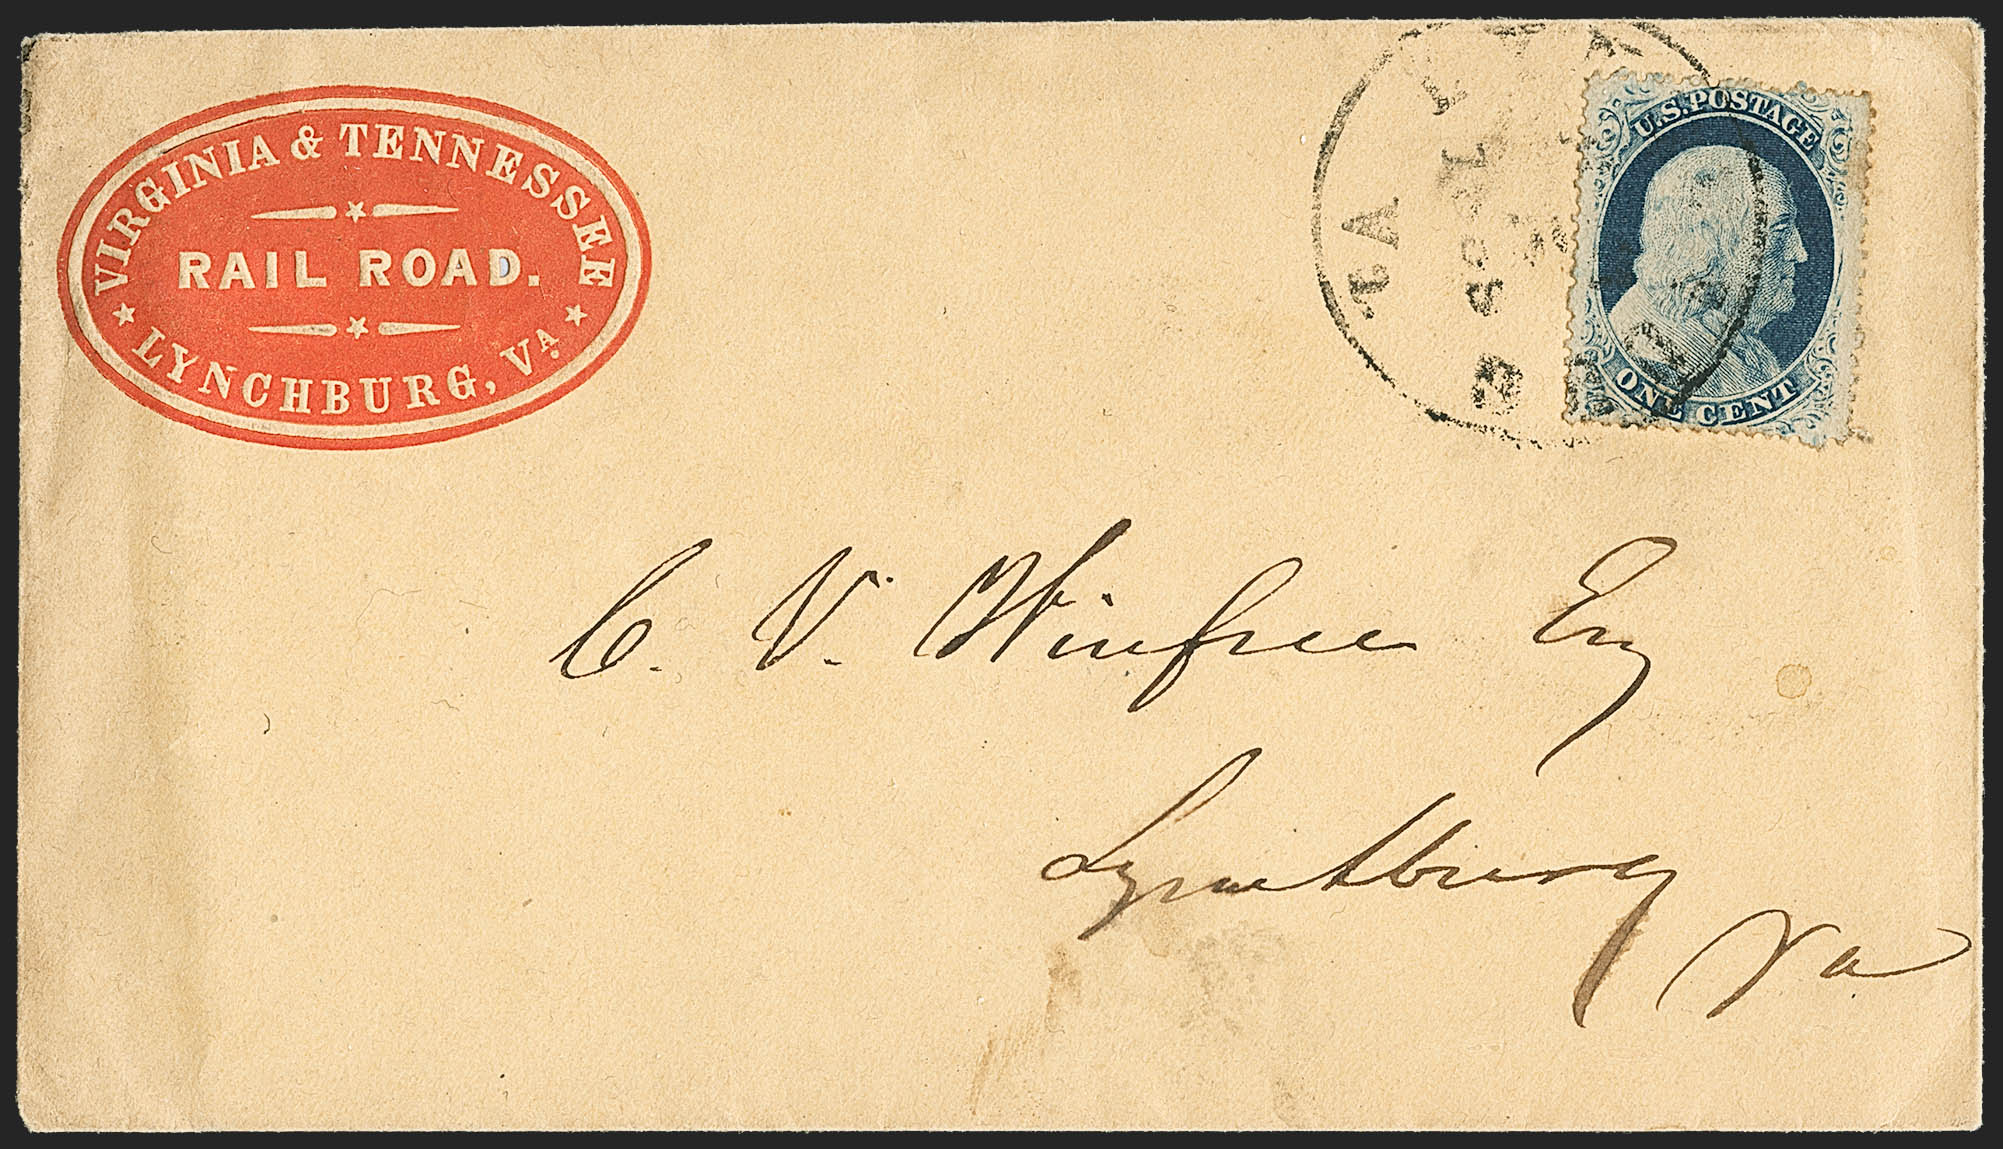 VIRGINIA & TENNESSEE
RAIL ROAD.
LYNCHBURG, VA.
U.S. POSTAGE
ONE CENT
C. V. Winfree Esq
Lynchburg
Va